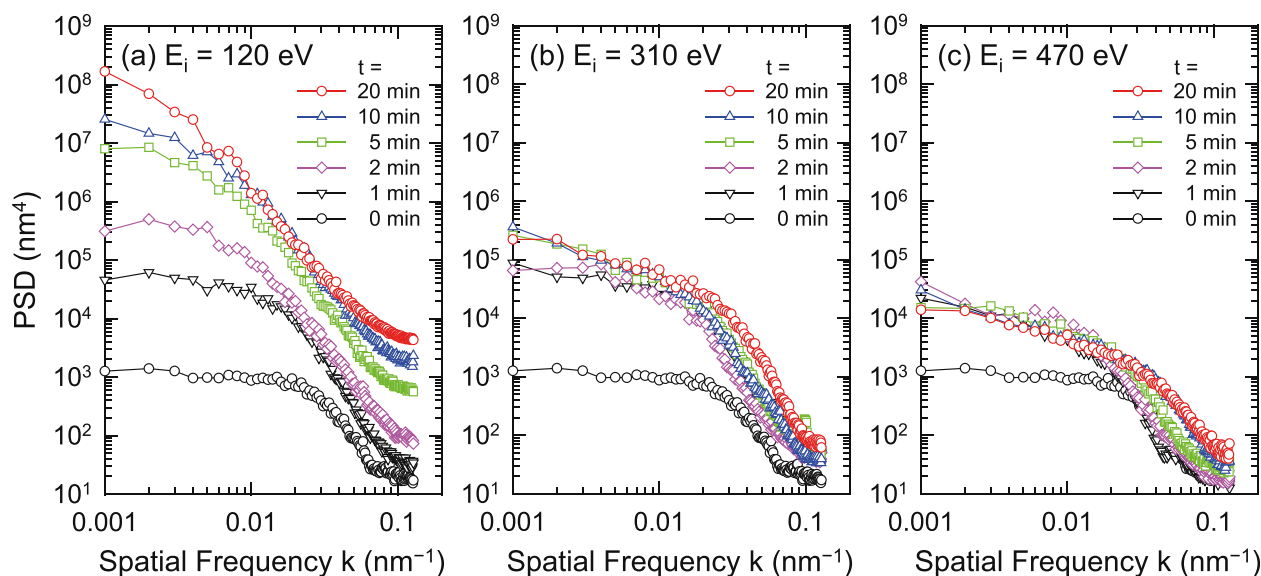 (a) Eᵢ = 120 eV
t =
20 min
10 min
5 min
2 min
1 min
0 min
10⁹
10⁸
10⁷
10⁶
10⁵
10⁴
10³
10²
10¹
PSD (nm⁴)
0.001
0.01
0.1
Spatial Frequency k (nm⁻¹)
(b) Eᵢ = 310 eV
t =
20 min
10 min
5 min
2 min
1 min
0 min
10⁹
10⁸
10⁷
10⁶
10⁵
10⁴
10³
10²
10¹
0.001
0.01
0.1
Spatial Frequency k (nm⁻¹)
(c) Eᵢ = 470 eV
t =
20 min
10 min
5 min
2 min
1 min
0 min
10⁹
10⁸
10⁷
10⁶
10⁵
10⁴
10³
10²
10¹
0.001
0.01
0.1
Spatial Frequency k (nm⁻¹)